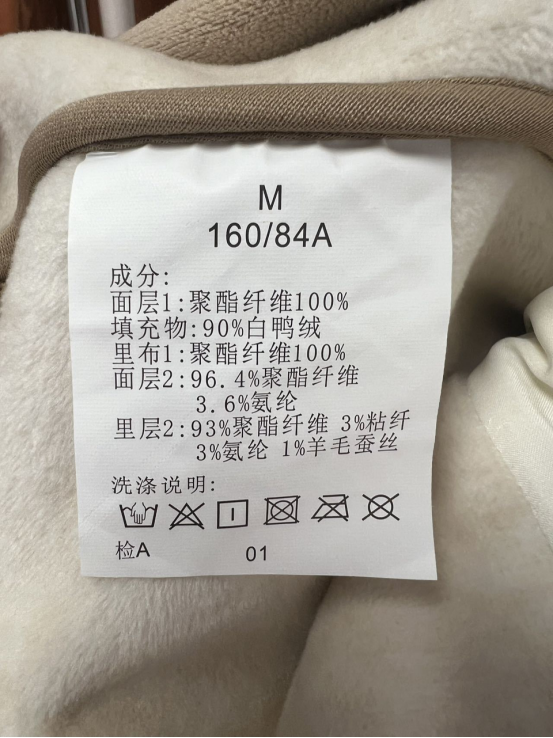 M
160/84A
成分:
面层1:聚酯纤维100%
填充物:90%白鸭绒
里布1:聚酯纤维100%
面层2:96.4%聚酯纤维
3.6%氨纶
里层2:93%聚酯纤维 3%粘纤
3%氨纶 1%羊毛蚕丝
洗涤说明:
检A 01